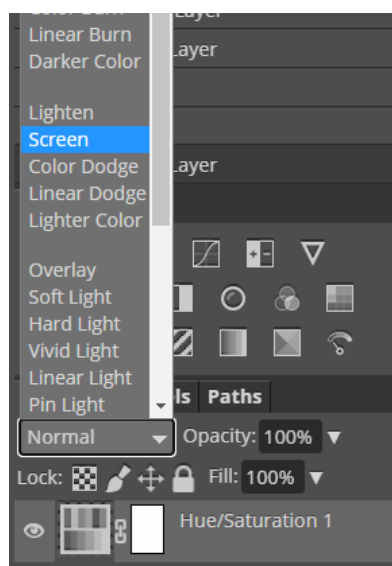 Layer
Linear Burn
Darker Color
Layer
Lighten
Screen
Color Dodge
Layer
Linear Dodge
Lighter Color
Overlay
Soft Light
Hard Light
Vivid Light
Linear Light
Pin Light
ls Paths
Normal Opacity: 100%
Lock: Fill: 100%
Hue/Saturation 1